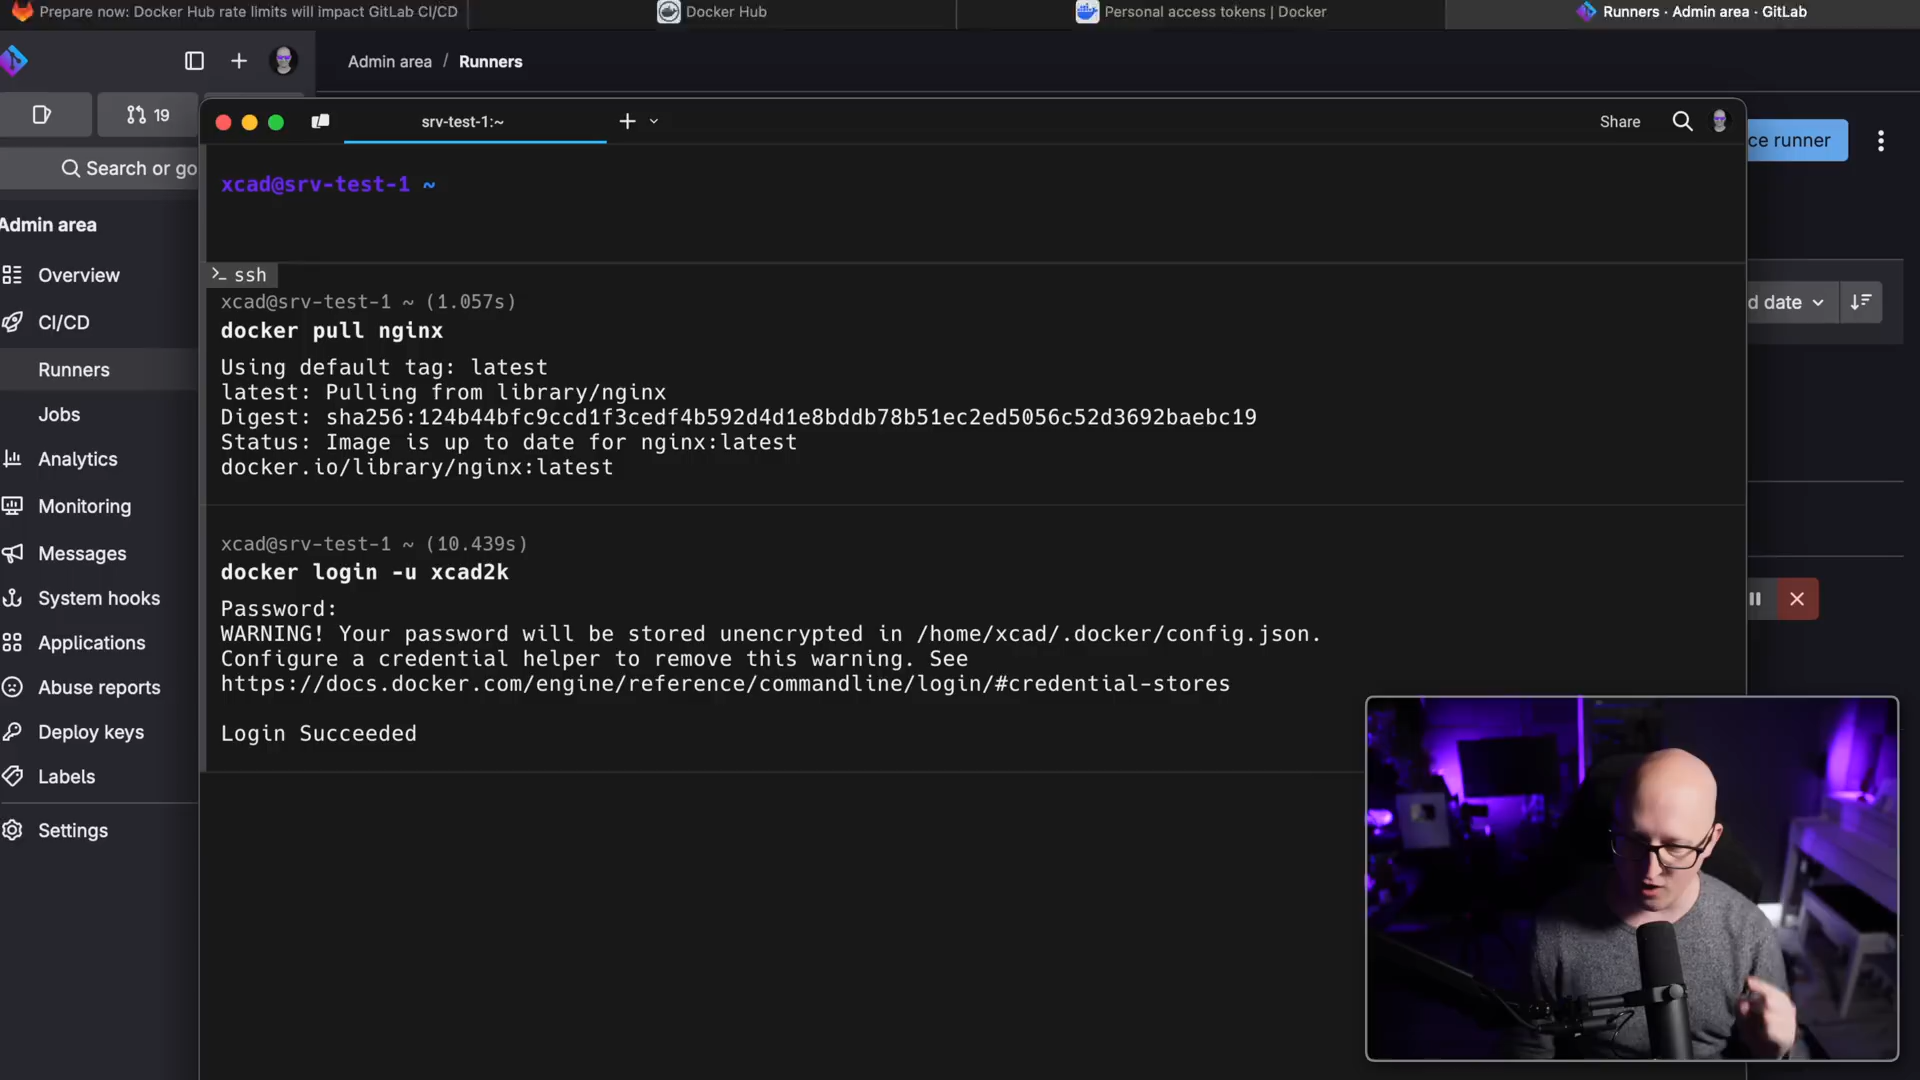 Prepare now: Docker Hub rate limits will impact GitLab CI/CD
Docker Hub
Personal access tokens | Docker
Runners · Admin area · GitLab
Admin area / Runners
19
srv-test-1:~
Share
ce runner
Search or go
xcad@srv-test-1 ~
Admin area
Overview
CI/CD
Runners
Jobs
Analytics
Monitoring
Messages
System hooks
Applications
Abuse reports
Deploy keys
Labels
Settings
>_ ssh
xcad@srv-test-1 ~ (1.057s)
docker pull nginx
Using default tag: latest
latest: Pulling from library/nginx
Digest: sha256:124b44bfc9ccd1f3cedf4b592d4d1e8bddb78b51ec2ed5056c52d3692baebc19
Status: Image is up to date for nginx:latest
docker.io/library/nginx:latest
xcad@srv-test-1 ~ (10.439s)
docker login -u xcad2k
Password:
WARNING! Your password will be stored unencrypted in /home/xcad/.docker/config.json.
Configure a credential helper to remove this warning. See
https://docs.docker.com/engine/reference/commandline/login/#credential-stores
Login Succeeded
d date